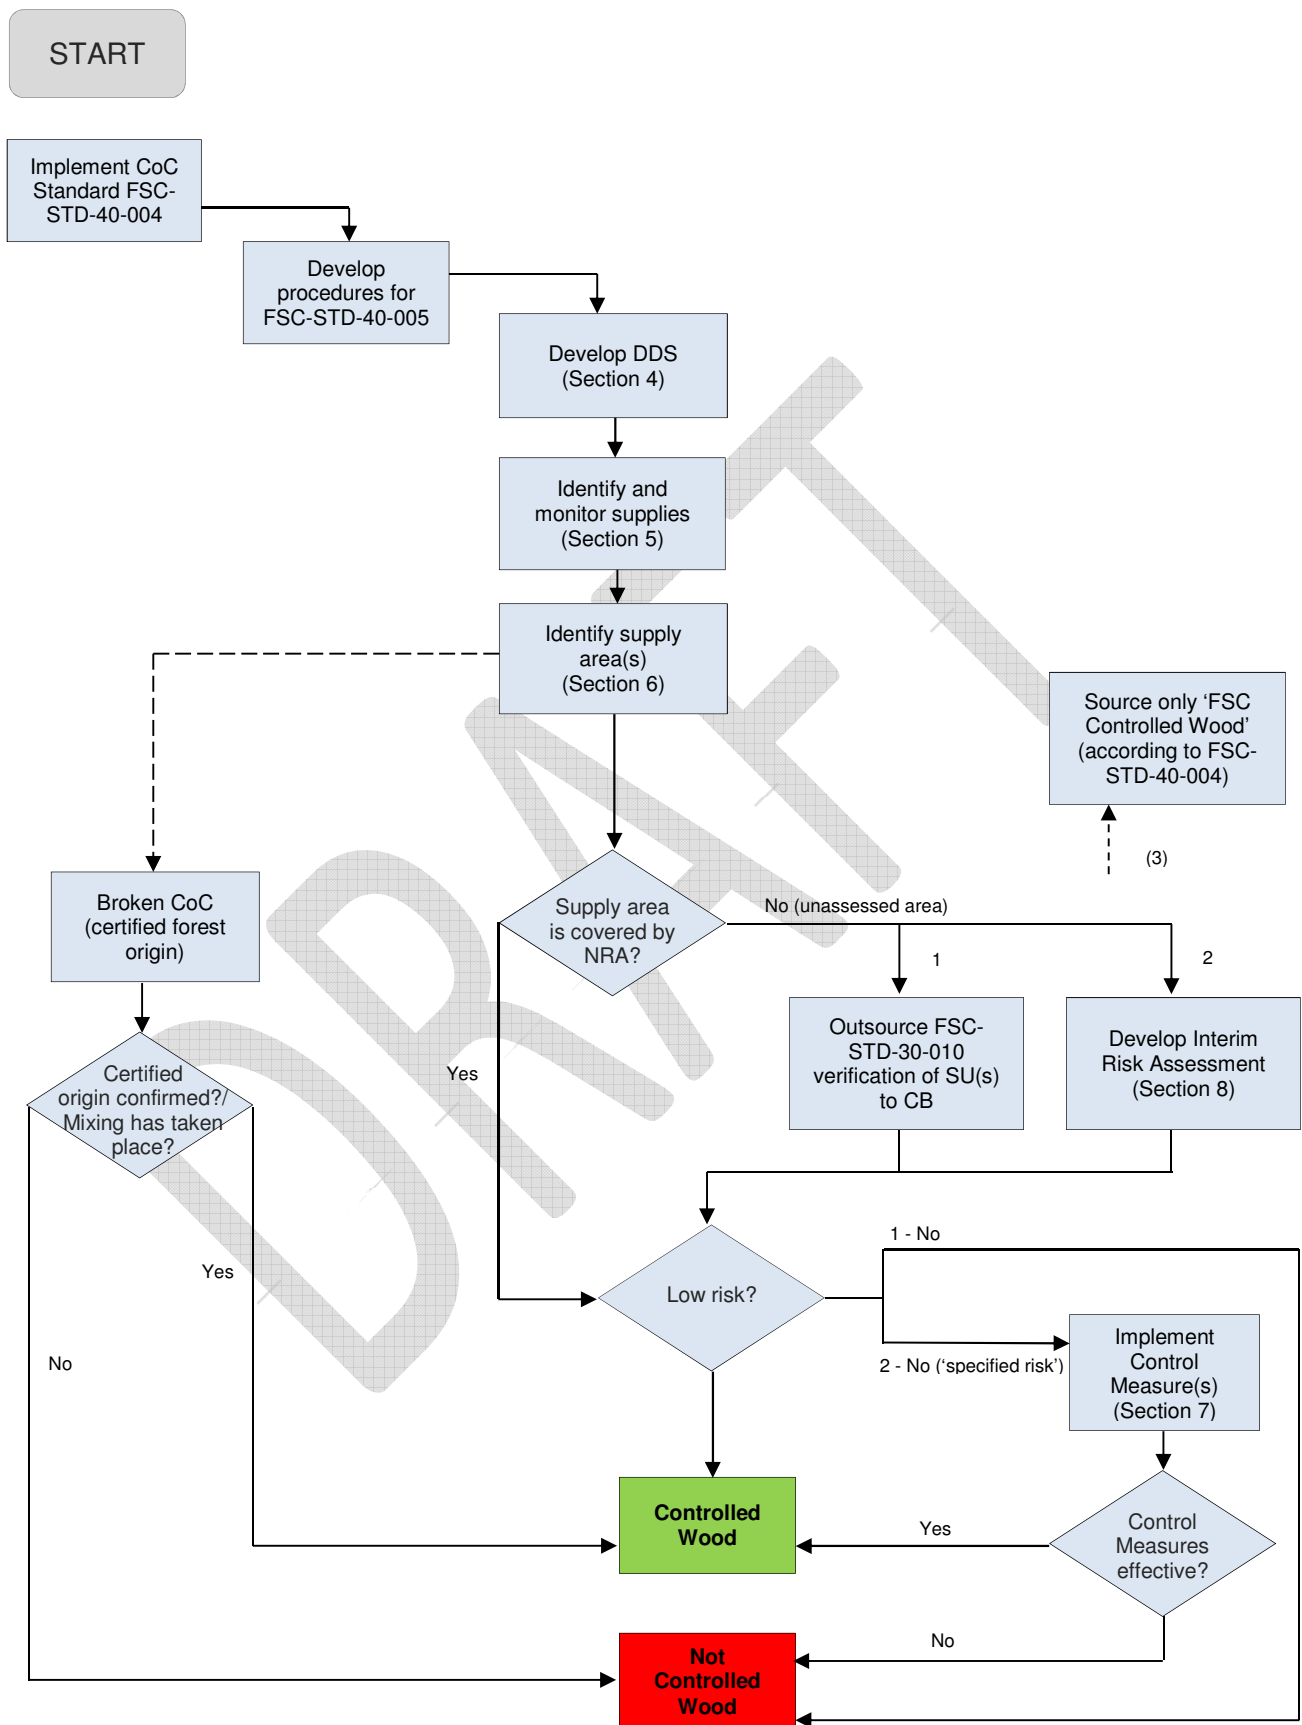 START
Implement CoC
Standard FSC-
STD-40-004
Develop
procedures for
FSC-STD-40-005
Develop DDS
(Section 4)
Identify and
monitor supplies
(Section 5)
Identify supply
area(s)
(Section 6)
Source only ‘FSC
Controlled Wood’
(according to FSC-
STD-40-004)
(3)
Broken CoC
(certified forest
origin)
Supply area
is covered by
NRA?
No (unassessed area)
1
2
Outsource FSC-
STD-30-010
verification of SU(s)
to CB
Develop Interim
Risk Assessment
(Section 8)
Certified
origin confirmed?/
Mixing has taken
place?
Yes
Yes
No
Low risk?
1 - No
2 - No (‘specified risk’)
Implement
Control
Measure(s)
(Section 7)
Controlled
Wood
Yes
Control
Measures
effective?
No
Not
Controlled
Wood
DRAFT